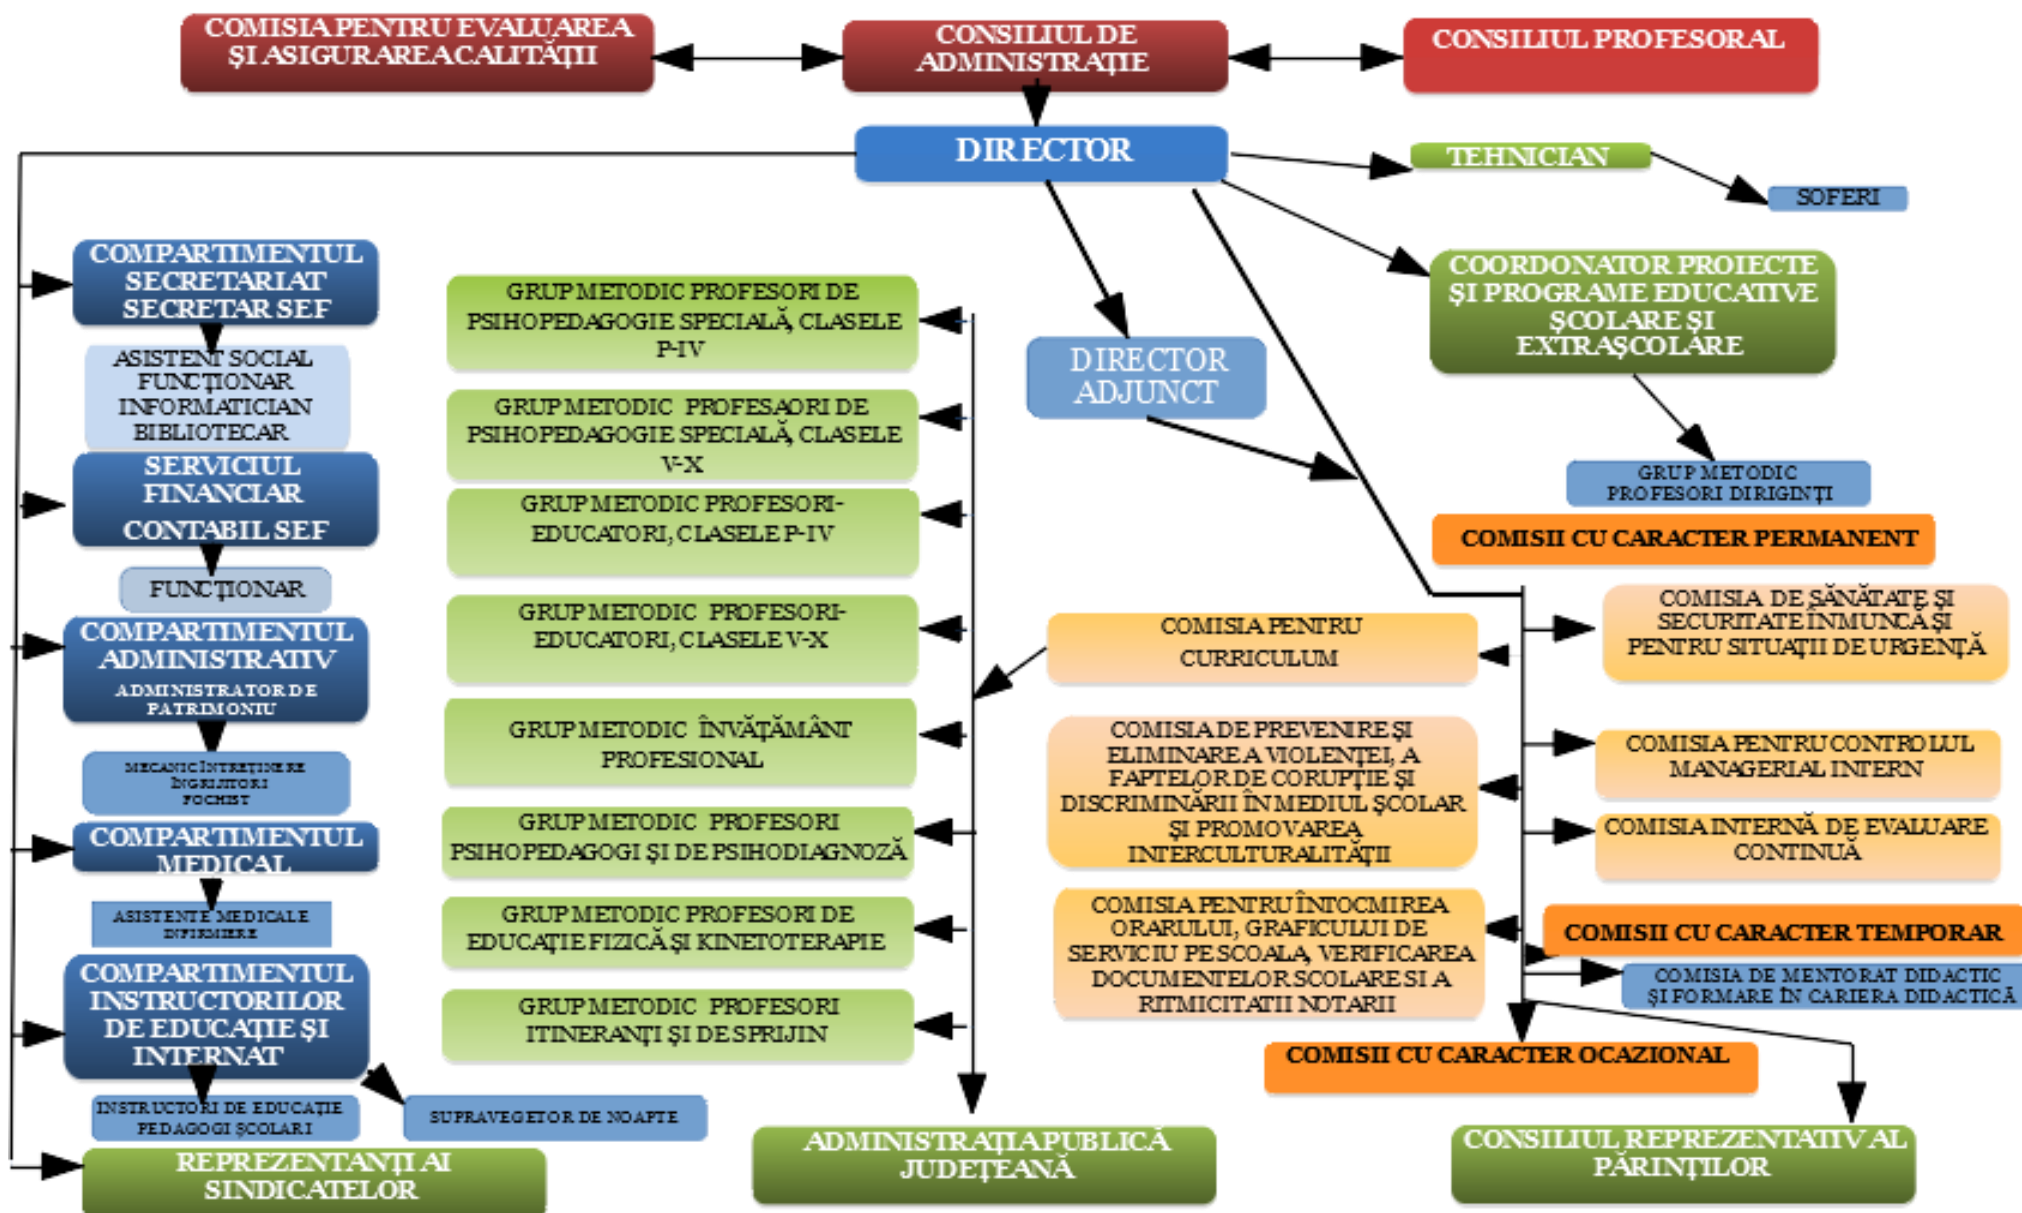 COMISIA PENTRU EVALUAREA
ŞI ASIGURAREA CALITĂŢII
CONSILIUL DE
ADMINISTRAŢIE
CONSILIUL PROFESORAL
DIRECTOR
TEHNICIAN
SOFERI
COMPARTIMENTUL
SECRETARIAT
SECRETAR SEF
ASISTENT SOCIAL
FUNCŢIONAR
INFORMATICIAN
BIBLIOTECAR
SERVICIUL
FINANCIAR
CONTABIL SEF
FUNCŢIONAR
COMPARTIMENTUL
ADMINISTRATIV
ADMINISTRATOR DE
PATRIMONIU
MECANIC ÎNTREŢINERE
ÎNGRIJITORI
FOCHIST
COMPARTIMENTUL
MEDICAL
ASISTENTE MEDICALE
INFIRMIERE
COMPARTIMENTUL
INSTRUCTORILOR
DE EDUCAŢIE ŞI
INTERNAT
INSTRUCTORI DE EDUCAŢIE
PEDAGOGI ŞCOLARI
SUPRAVEGETOR DE NOAPTE
REPREZENTANŢI AI
SINDICATELOR
GRUP METODIC PROFESORI DE
PSIHOPEDAGOGIE SPECIALĂ, CLASELE
P-IV
GRUP METODIC PROFESAORI DE
PSIHOPEDAGOGIE SPECIALĂ, CLASELE
V-X
GRUP METODIC PROFESORI-
EDUCATORI, CLASELE P-IV
GRUP METODIC PROFESORI-
EDUCATORI, CLASELE V-X
GRUP METODIC ÎNVĂŢĂMÂNT
PROFESIONAL
GRUP METODIC PROFESORI
PSIHOPEDAGOGI ŞI DE PSIHODIAGNOZĂ
GRUP METODIC PROFESORI DE
EDUCAŢIE FIZICĂ ŞI KINETOTERAPIE
GRUP METODIC PROFESORI
ITINERANŢI ŞI DE SPRIJIN
ADMINISTRAŢIA PUBLICĂ
JUDEŢEANĂ
DIRECTOR
ADJUNCT
COORDONATOR PROIECTE
ŞI PROGRAME EDUCATIVE
ŞCOLARE ŞI
EXTRAŞCOLARE
GRUP METODIC
PROFESORI DIRIGINŢI
COMISII CU CARACTER PERMANENT
COMISIA PENTRU
CURRICULUM
COMISIA DE PREVENIRE ŞI
ELIMINARE A VIOLENŢEI, A
FAPTELOR DE CORUPŢIE ŞI
DISCRIMINĂRII ÎN MEDIUL ŞCOLAR
ŞI PROMOVAREA
INTERCULTURALITĂŢII
COMISIA PENTRU ÎNTOCMIREA
ORARULUI, GRAFICULUI DE
SERVICIU PE SCOALA, VERIFICAREA
DOCUMENTELOR SCOLARE SI A
RITMICITATII NOTARII
COMISIA DE SĂNĂTATE ŞI
SECURITATE ÎN MUNCĂ ŞI
PENTRU SITUAŢII DE URGENŢĂ
COMISIA PENTRU CONTROLUL
MANAGERIAL INTERN
COMISIA INTERNĂ DE EVALUARE
CONTINUĂ
COMISII CU CARACTER TEMPORAR
COMISIA DE MENTORAT DIDACTIC
ŞI FORMARE ÎN CARIERA DIDACTICĂ
COMISII CU CARACTER OCAZIONAL
CONSILIUL REPREZENTATIV AL
PĂRINŢILOR